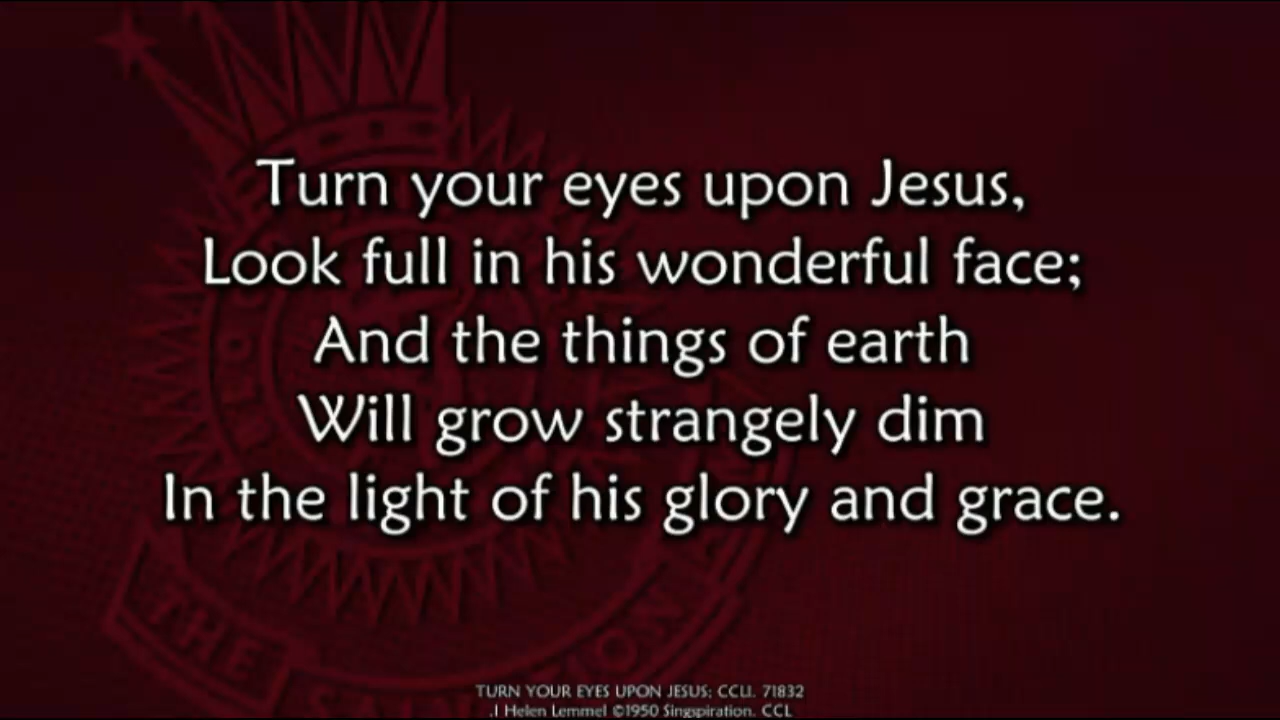 Turn your eyes upon Jesus,
Look full in his wonderful face;
And the things of earth
Will grow strangely dim
In the light of his glory and grace.
THE
TURN YOUR EYES UPON JESUS; CCLI. 71832
Helen Lemmel ©1950 Singspiration. CCL